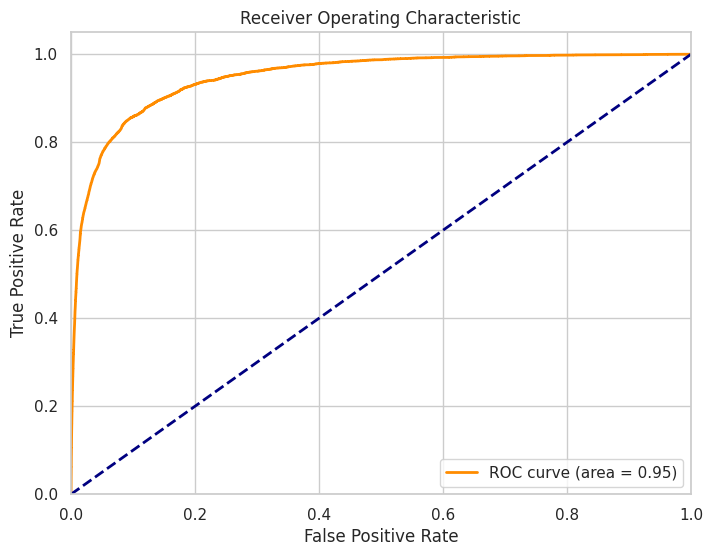 Receiver Operating Characteristic
True Positive Rate
1.0
0.8
0.6
0.4
0.2
0.0
ROC curve (area = 0.95)
0.0 0.2 0.4 0.6 0.8 1.0
False Positive Rate